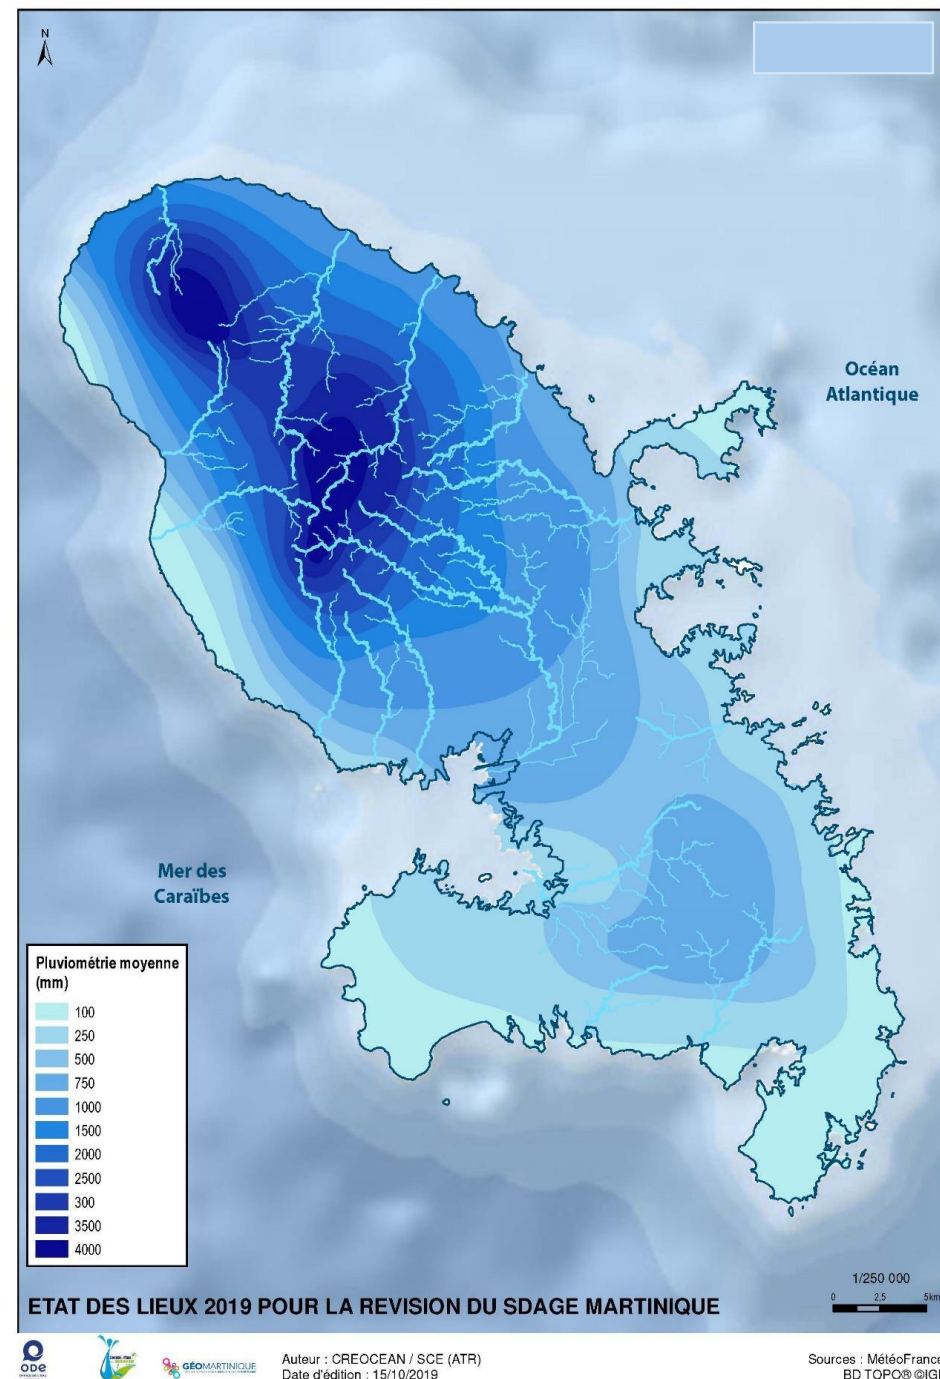 N
Océan
Atlantique
Mer des
Caraïbes
Pluviométrie moyenne
(mm)
100
250
500
750
1000
1500
2000
2500
300
3500
4000
1/250 000
0 2,5 5km
ETAT DES LIEUX 2019 POUR LA REVISION DU SDAGE MARTINIQUE
ODE
GÉOMARTINIQUE
Auteur : CREOCEAN / SCE (ATR)
Date d'édition : 15/10/2019
Sources : MétéoFrance
BD TOPO® ©IGN